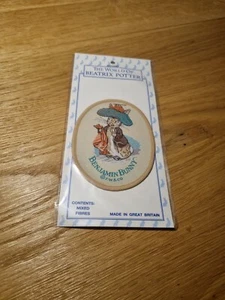 THE WORLD OF
BEATRIX POTTER
BENJAMIN BUNNY
CONTENTS:
MIXED
FIBRES
MADE IN GREAT BRITAIN